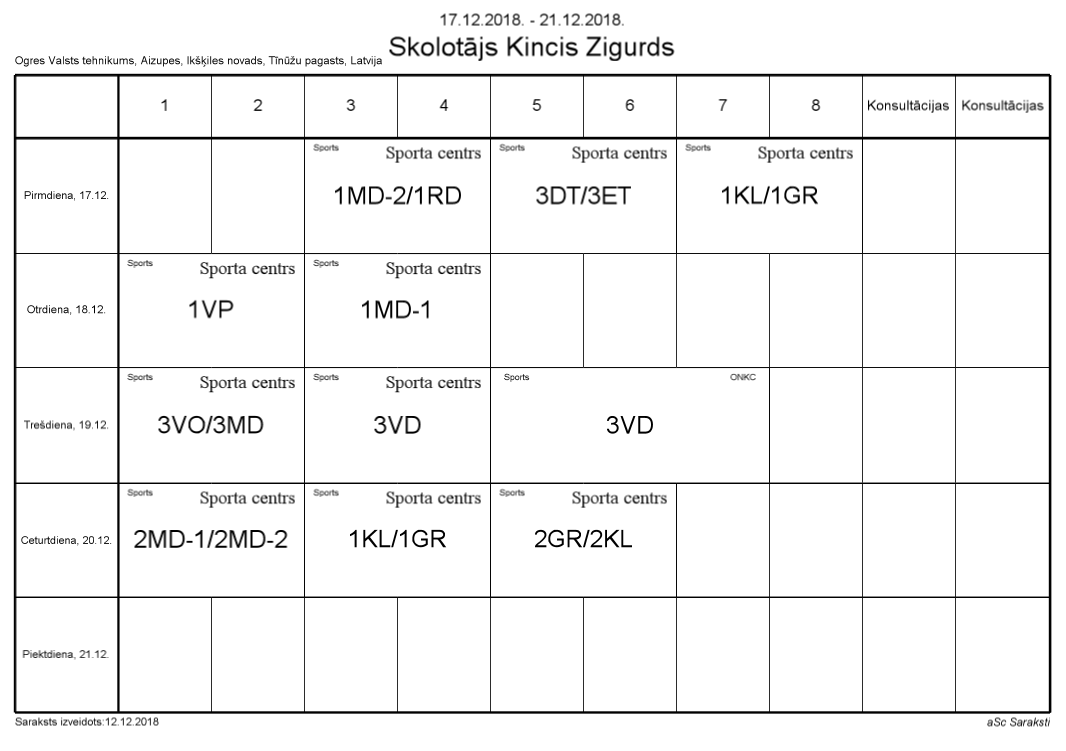 17.12.2018. - 21.12.2018.
Skolotājs Kincis Zigurds
Ogres Valsts tehnikums, Aizupes, Ikšķiles novads, Tīnūžu pagasts, Latvija
1 2 3 4 5 6 7 8 Konsultācijas Konsultācijas
Sports Sporta centrs Sports Sporta centrs Sports Sporta centrs
Pirmdiena, 17.12. 1MD-2/1RD 3DT/3ET 1KL/1GR
Sports Sporta centrs Sports Sporta centrs
Otrdiena, 18.12. 1VP 1MD-1
Sports Sporta centrs Sports Sporta centrs Sports ONKC
Trešdiena, 19.12. 3VO/3MD 3VD 3VD
Sports Sporta centrs Sports Sporta centrs Sports Sporta centrs
Ceturtdiena, 20.12. 2MD-1/2MD-2 1KL/1GR 2GR/2KL
Piektdiena, 21.12.
Saraksts izveidots:12.12.2018 aSc Saraksti